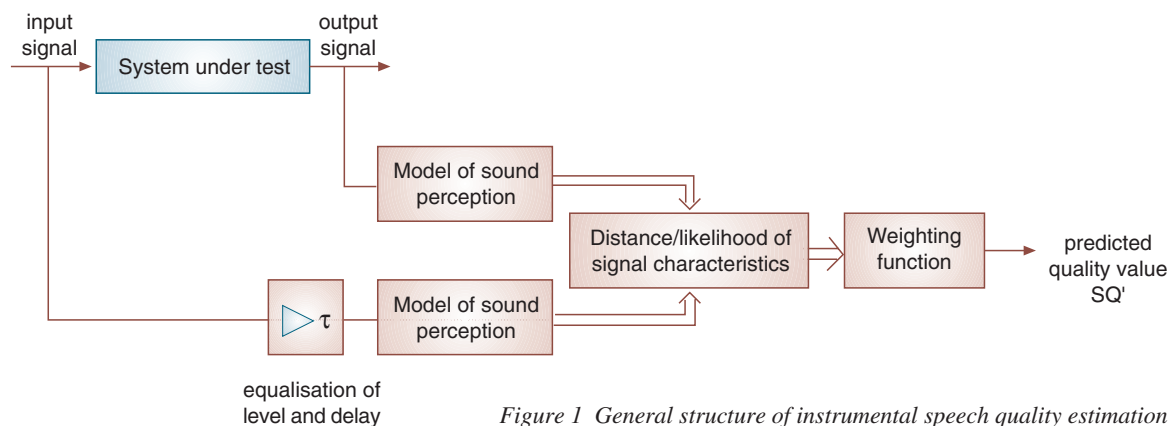 input
signal
output
signal
System under test
Model of sound
perception
Distance/likelihood of
signal characteristics
Weighting
function
predicted
quality value
SQ'
τ
Model of sound
perception
equalisation of
level and delay
Figure 1 General structure of instrumental speech quality estimation